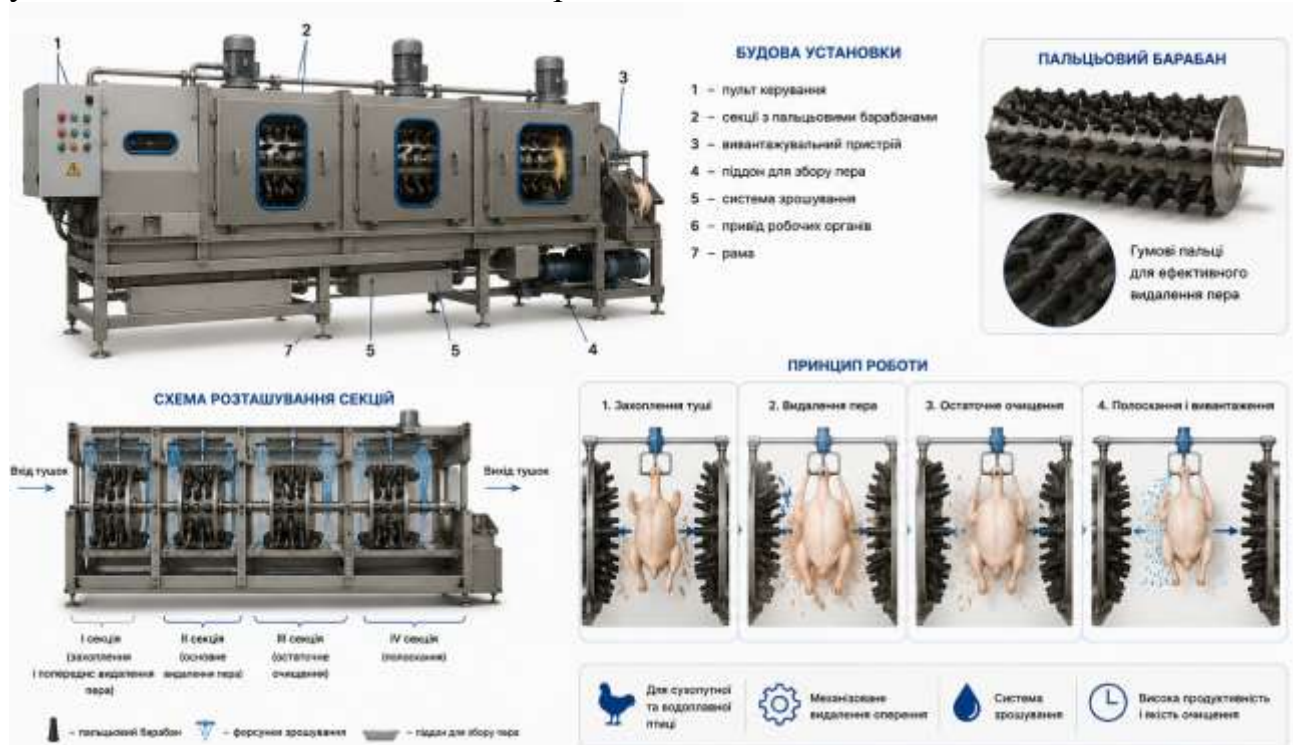 1
2
3
7
5
5
4
БУДОВА УСТАНОВКИ
1 – пульт керування
2 – секції з пальцьовими барабанами
3 – вивантажувальний пристрій
4 – піддон для збору пера
5 – система зрошування
6 – привід робочих органів
7 – рама
ПАЛЬЦЬОВИЙ БАРАБАН
Гумові пальці
для ефективного
видалення пера
СХЕМА РОЗТАШУВАННЯ СЕКЦІЙ
Вхід тушок
Вихід тушок
І секція
(захоплення
і попереднє видалення
пера)
ІІ секція
(основне
видалення пера)
ІІІ секція
(остаточне
очищення)
IV секція
(полоскання)
– пальцьовий барабан
– форсунки зрошування
– піддон для збору пера
ПРИНЦИП РОБОТИ
1. Захоплення туші
2. Видалення пера
3. Остаточне очищення
4. Полоскання і вивантаження
Для сухопутної
та водоплавної
птиці
Механізоване
видалення оперення
Система
зрошування
Висока продуктивність
і якість очищення